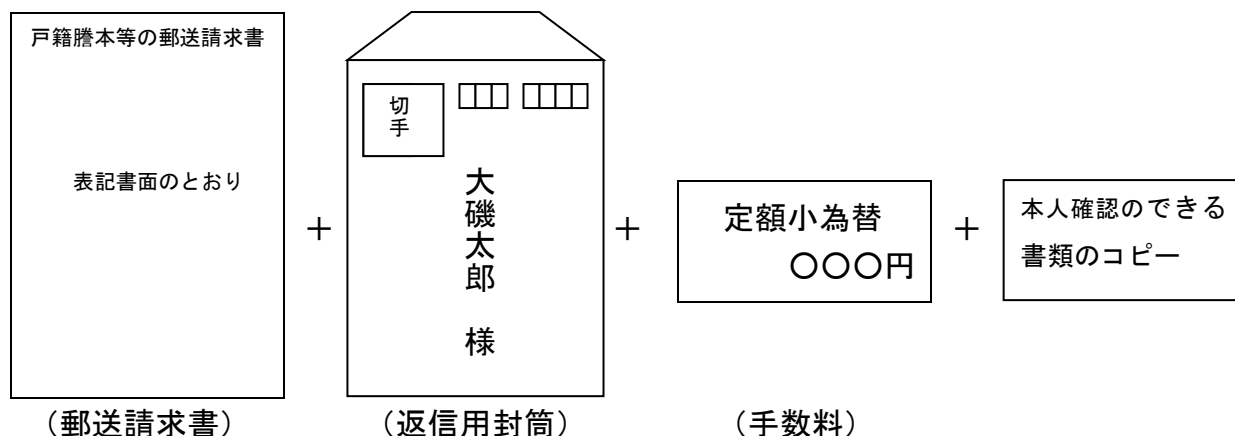 戸籍謄本等の郵送請求書
表記書面のとおり
(郵送請求書)
+
切手
大磯太郎 様
(返信用封筒)
+
定額小為替
〇〇〇円
(手数料)
+
本人確認のできる
書類のコピー